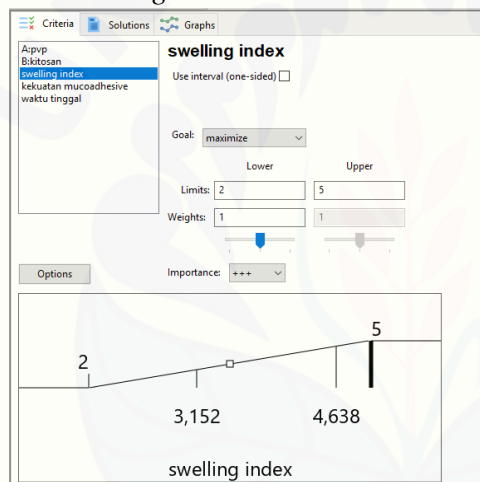 Criteria Solutions Graphs
A:pvp
B:kitosan
swelling index
kekuatan mucoadhesive
waktu tinggal
swelling index
Use interval (one-sided)
Goal: maximize
Lower Upper
Limits: 2 5
Weights: 1 1
Options
Importance: +++
5
2
3,152 4,638
swelling index